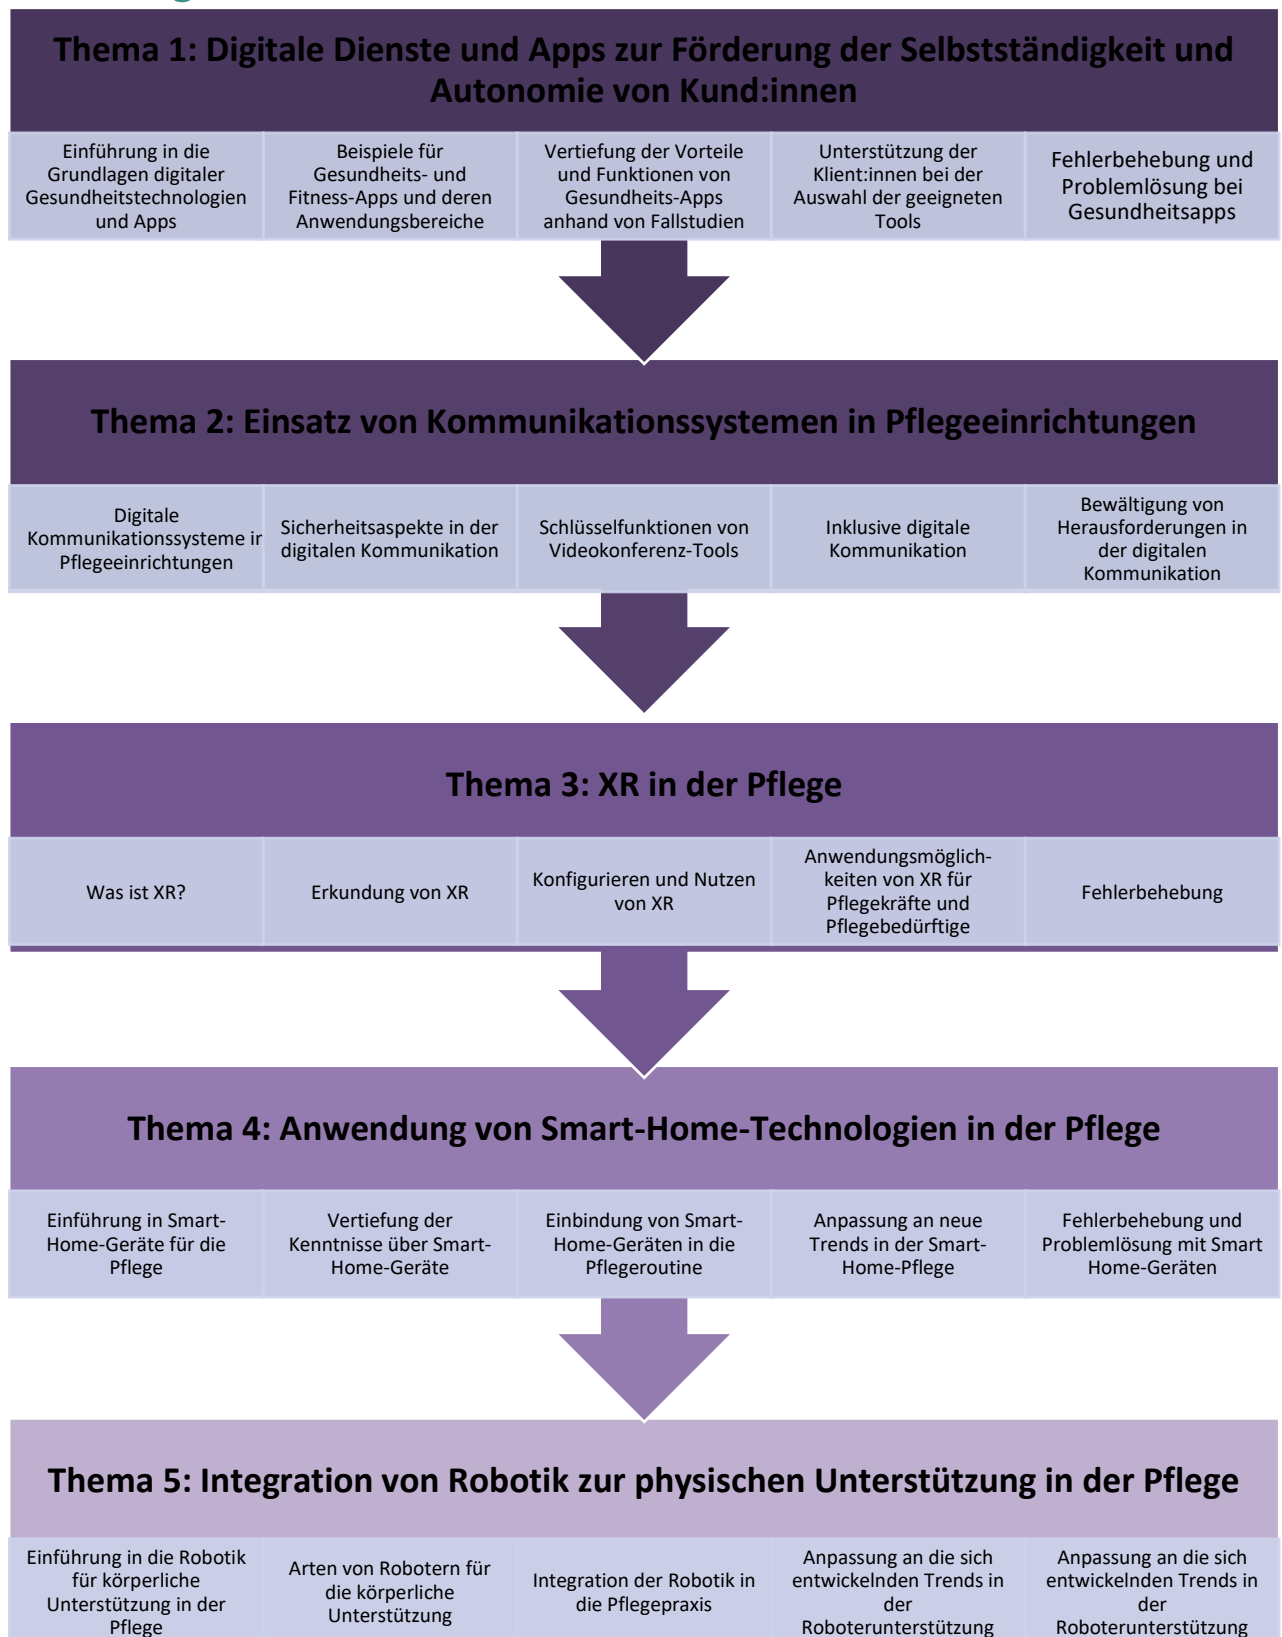 Thema 1: Digitale Dienste und Apps zur Förderung der Selbstständigkeit und
Autonomie von Kund:innen
Einführung in die
Grundlagen digitaler
Gesundheitstechnologien
und Apps
Beispiele für
Gesundheits- und
Fitness-Apps und deren
Anwendungsbereiche
Vertiefung der Vorteile
und Funktionen von
Gesundheits-Apps
anhand von Fallstudien
Unterstützung der
Klient:innen bei der
Auswahl der geeigneten
Tools
Fehlerbehebung und
Problemlösung bei
Gesundheitsapps
Thema 2: Einsatz von Kommunikationssystemen in Pflegeeinrichtungen
Digitale
Kommunikationssysteme in
Pflegeeinrichtungen
Sicherheitsaspekte in der
digitalen Kommunikation
Schlüsselfunktionen von
Videokonferenz-Tools
Inklusive digitale
Kommunikation
Bewältigung von
Herausforderungen in
der digitalen
Kommunikation
Thema 3: XR in der Pflege
Was ist XR?
Erkundung von XR
Konfigurieren und Nutzen
von XR
Anwendungsmöglich-
keiten von XR für
Pflegekräfte und
Pflegebedürftige
Fehlerbehebung
Thema 4: Anwendung von Smart-Home-Technologien in der Pflege
Einführung in Smart-
Home-Geräte für die
Pflege
Vertiefung der
Kenntnisse über Smart-
Home-Geräte
Einbindung von Smart-
Home-Geräten in die
Pflegeroutine
Anpassung an neue
Trends in der Smart-
Home-Pflege
Fehlerbehebung und
Problemlösung mit Smart
Home-Geräten
Thema 5: Integration von Robotik zur physischen Unterstützung in der Pflege
Einführung in die Robotik
für körperliche
Unterstützung in der
Pflege
Arten von Robotern für
die körperliche
Unterstützung
Integration der Robotik in
die Pflegepraxis
Anpassung an die sich
entwickelnden Trends in
der
Roboterunterstützung
Anpassung an die sich
entwickelnden Trends in
der
Roboterunterstützung